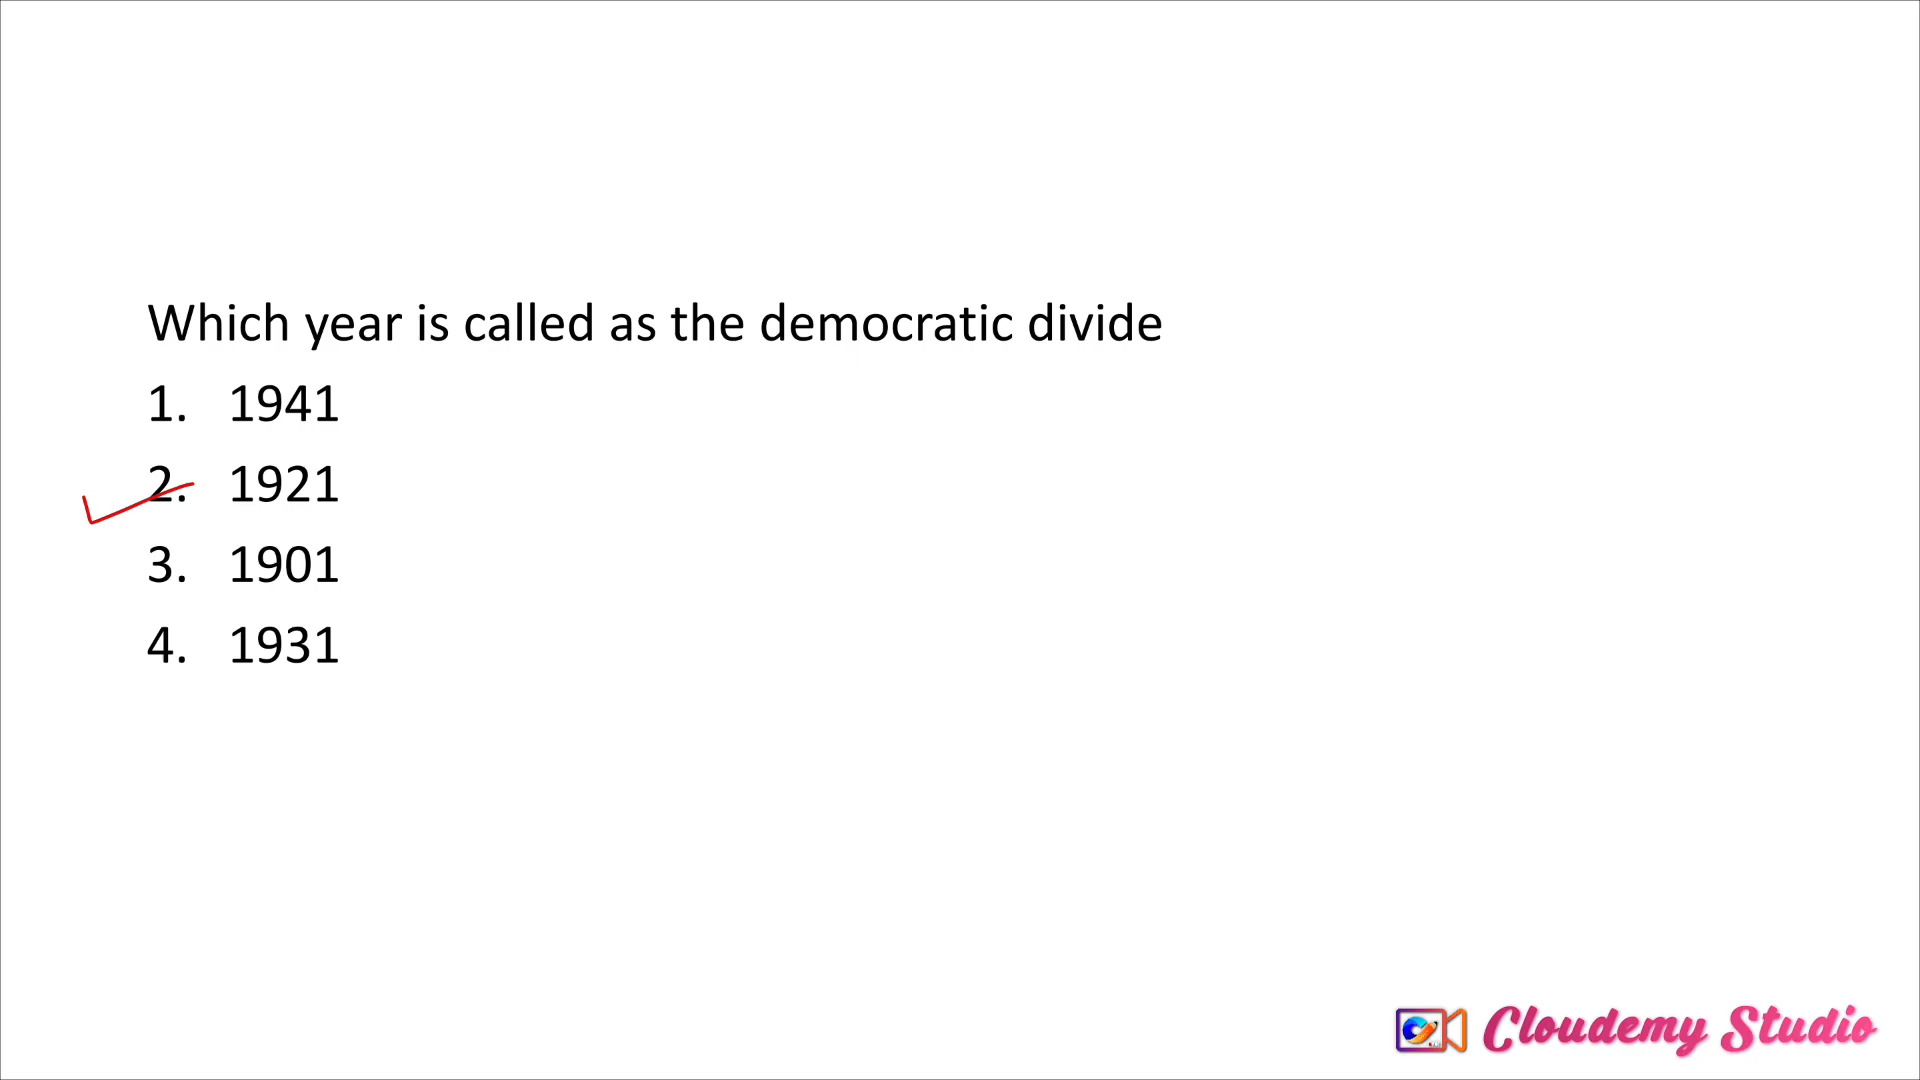 Which year is called as the democratic divide
1. 1941
2. 1921
3. 1901
4. 1931
Cloudemy Studio